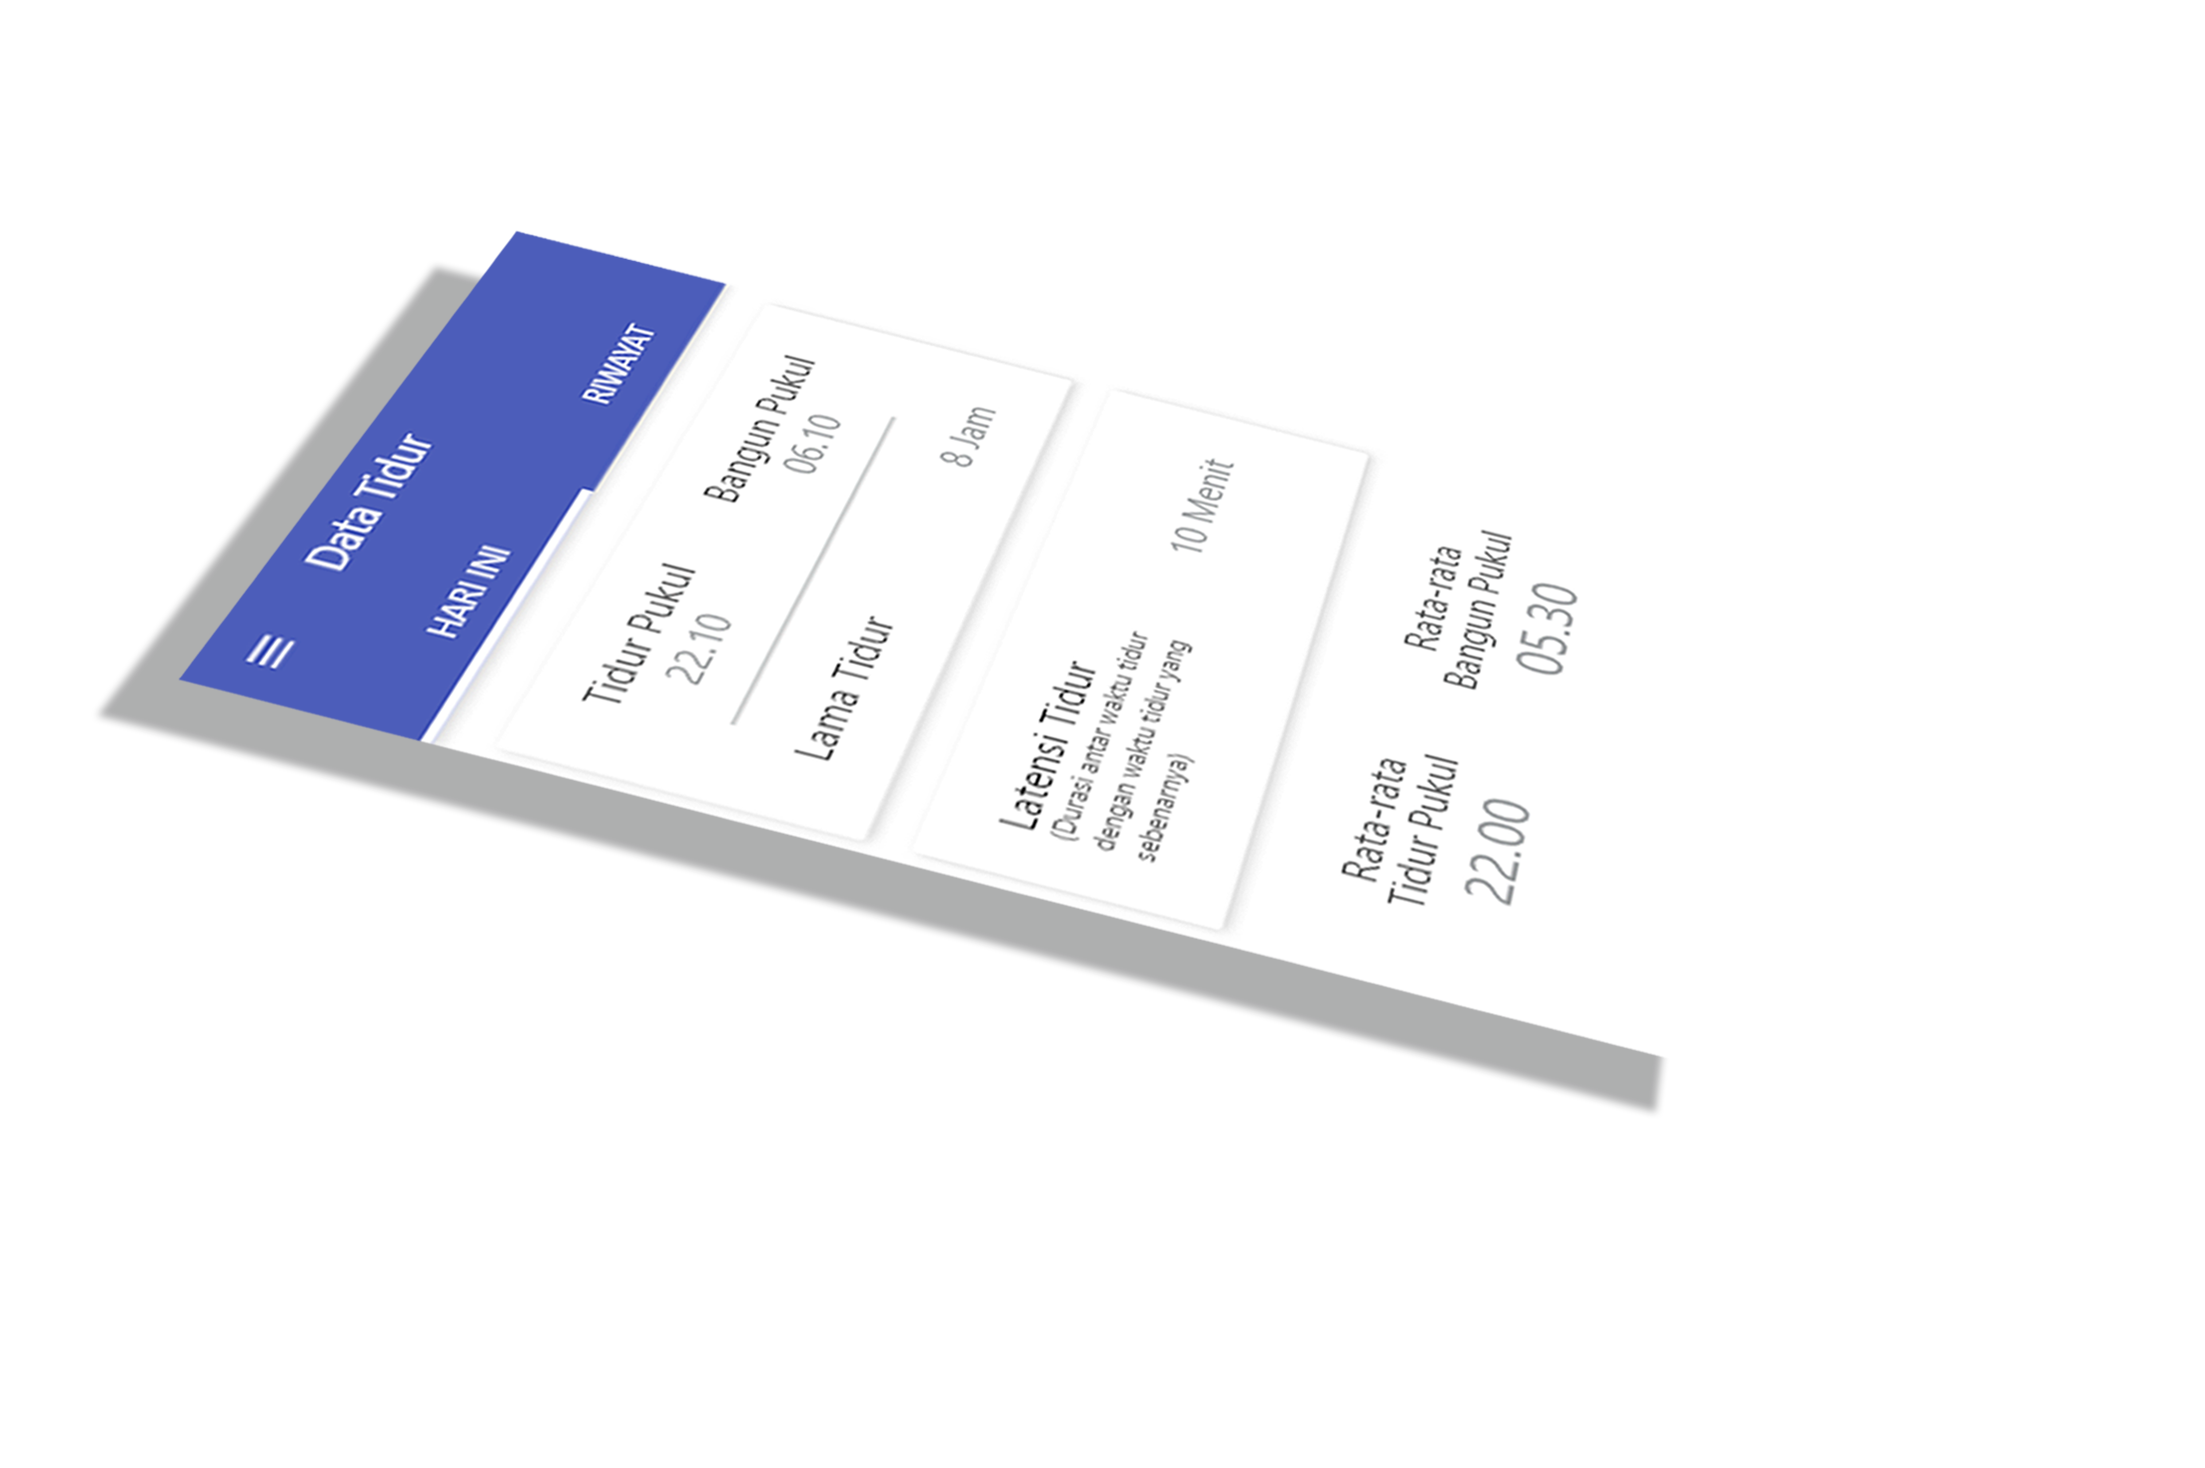 Data Tidur
HARI INI
RIWAYAT
Tidur Pukul
22.10
Bangun Pukul
06.10
Lama Tidur
8 Jam
Latensi Tidur
(Durasi antar waktu tidur
dengan waktu tidur yang
sebenarnya)
10 Menit
Rata-rata
Tidur Pukul
22.00
Rata-rata
Bangun Pukul
05.30